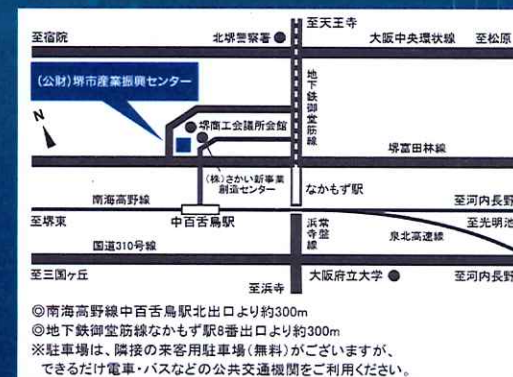 至天王寺
至宿院
北堺警察署
大阪中央環状線
至松原
(公財)堺市産業振興センター
地下鉄御堂筋線
N
堺商工会議所会館
堺富田林線
(株)さかい新事業
創造センター
なかもず駅
南海高野線
至河内長野
至堺東
中百舌鳥駅
常磐浜寺線
泉北高速線
至光明池
国道310号線
至三国ヶ丘
大阪府立大学
至河内長野
至浜寺
◎南海高野線中百舌鳥駅北出口より約300m
◎地下鉄御堂筋線なかもず駅8番出口より約300m
※駐車場は、隣接の来客用駐車場(無料)がございますが、
できるだけ電車・バスなどの公共交通機関をご利用ください。